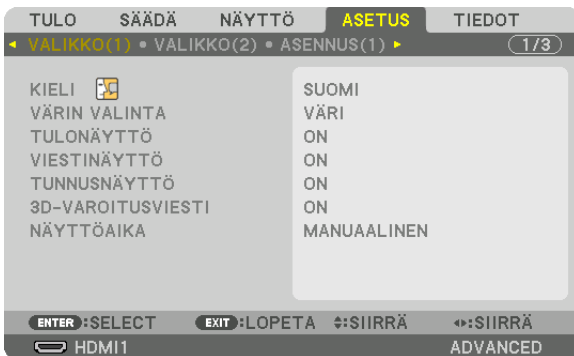 TULO SÄÄDÄ NÄYTTÖ ASETUS TIEDOT
VALIKKO(1) • VALIKKO(2) • ASENNUS(1) 1/3
KIELI SUOMI
VÄRIN VALINTA VÄRI
TULONÄYTTÖ ON
VIESTINÄYTTÖ ON
TUNNUSNÄYTTÖ ON
3D-VAROITUSVIESTI ON
NÄYTTÖAIKA MANUAALINEN
ENTER :SELECT EXIT :LOPETA :SIIRRÄ :SIIRRÄ
HDMI1 ADVANCED